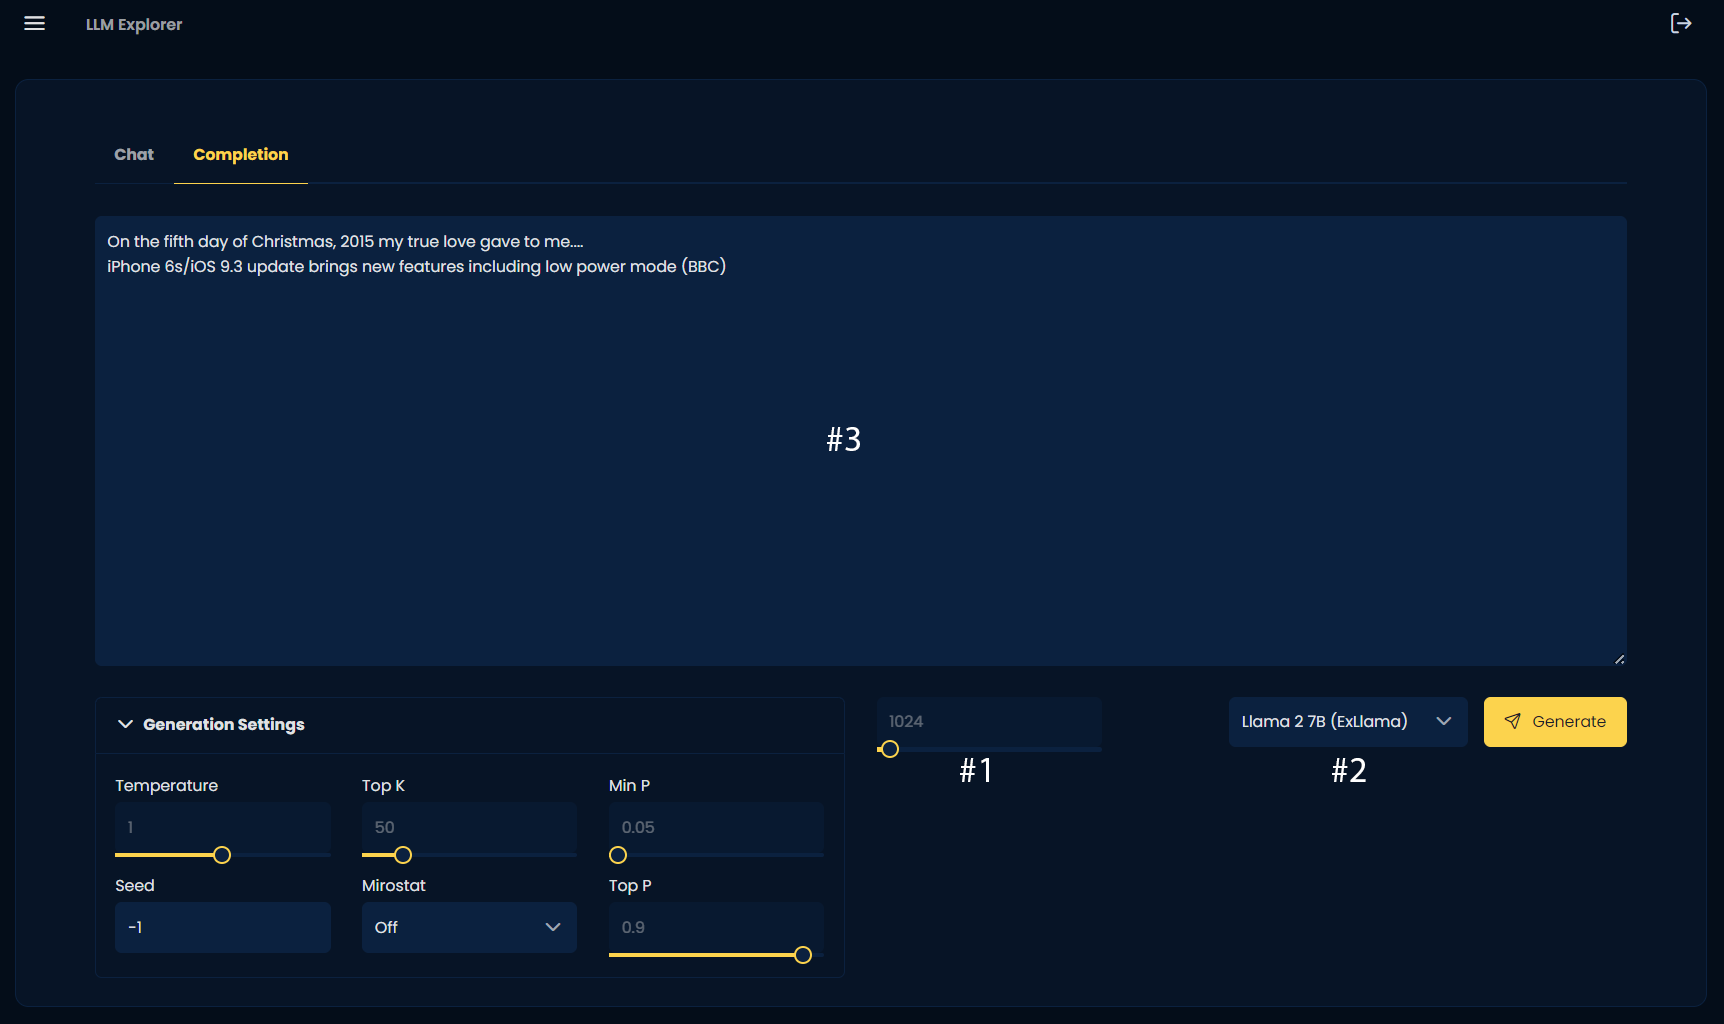 LLM Explorer
Chat
Completion
On the fifth day of Christmas, 2015 my true love gave to me....
iPhone 6s/iOS 9.3 update brings new features including low power mode (BBC)
#3
Generation Settings
1024
Llama 2 7B (ExLlama)
Generate
#1
#2
Temperature
Top K
Min P
1
50
0.05
Seed
Mirostat
Top P
-1
Off
0.9